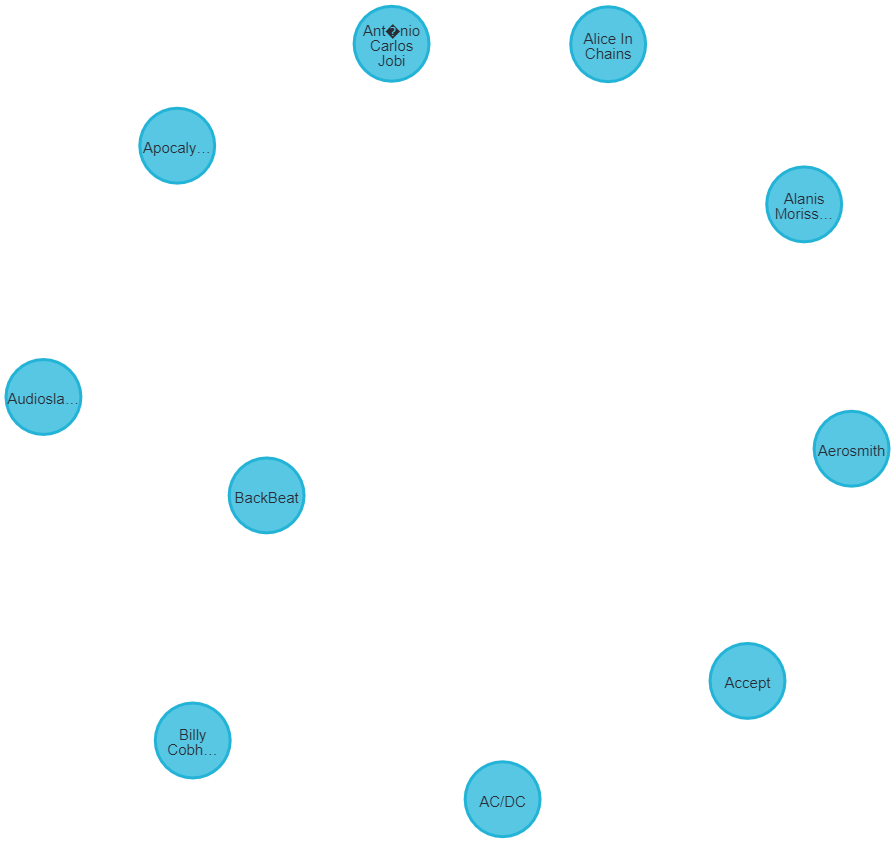 Ant�nio
Carlos
Jobi
Alice In
Chains
Apocaly…
Alanis
Moriss…
Audiosla…
Aerosmith
BackBeat
Accept
Billy
Cobh…
AC/DC